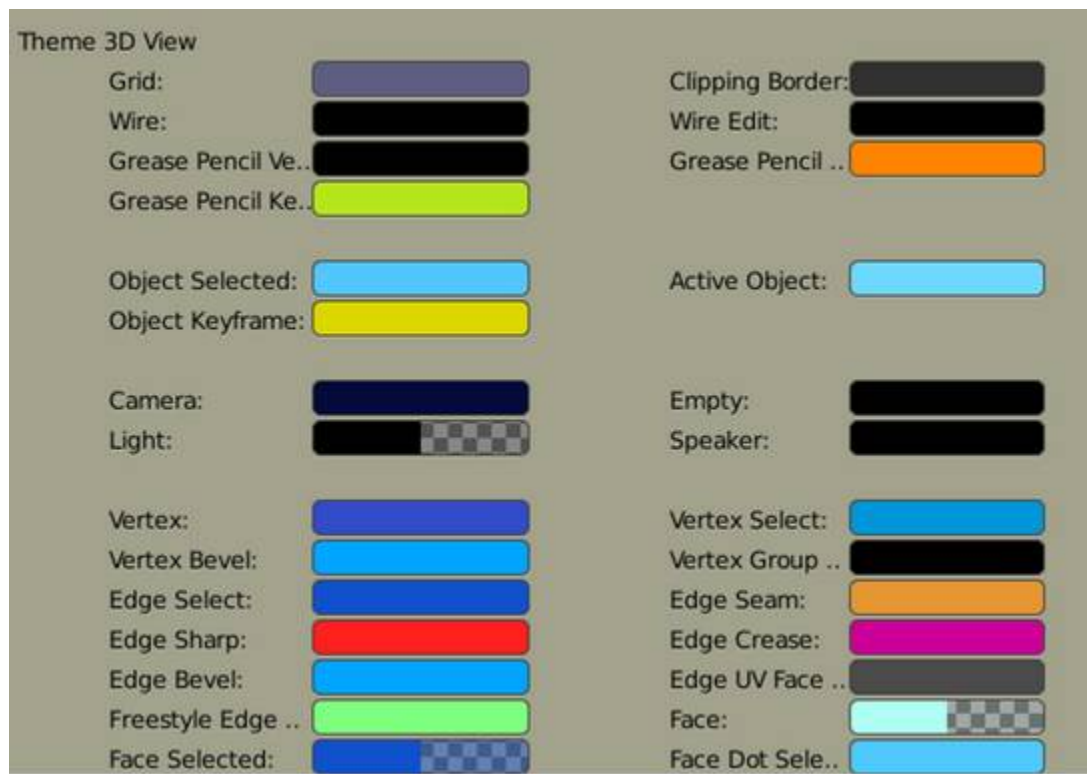 Theme 3D View
Grid: Clipping Border:
Wire: Wire Edit:
Grease Pencil Ve.. Grease Pencil ..
Grease Pencil Ke..
Object Selected: Active Object:
Object Keyframe:
Camera: Empty:
Light: Speaker:
Vertex: Vertex Select:
Vertex Bevel: Vertex Group ..
Edge Select: Edge Seam:
Edge Sharp: Edge Crease:
Edge Bevel: Edge UV Face ..
Freestyle Edge .. Face:
Face Selected: Face Dot Sele..